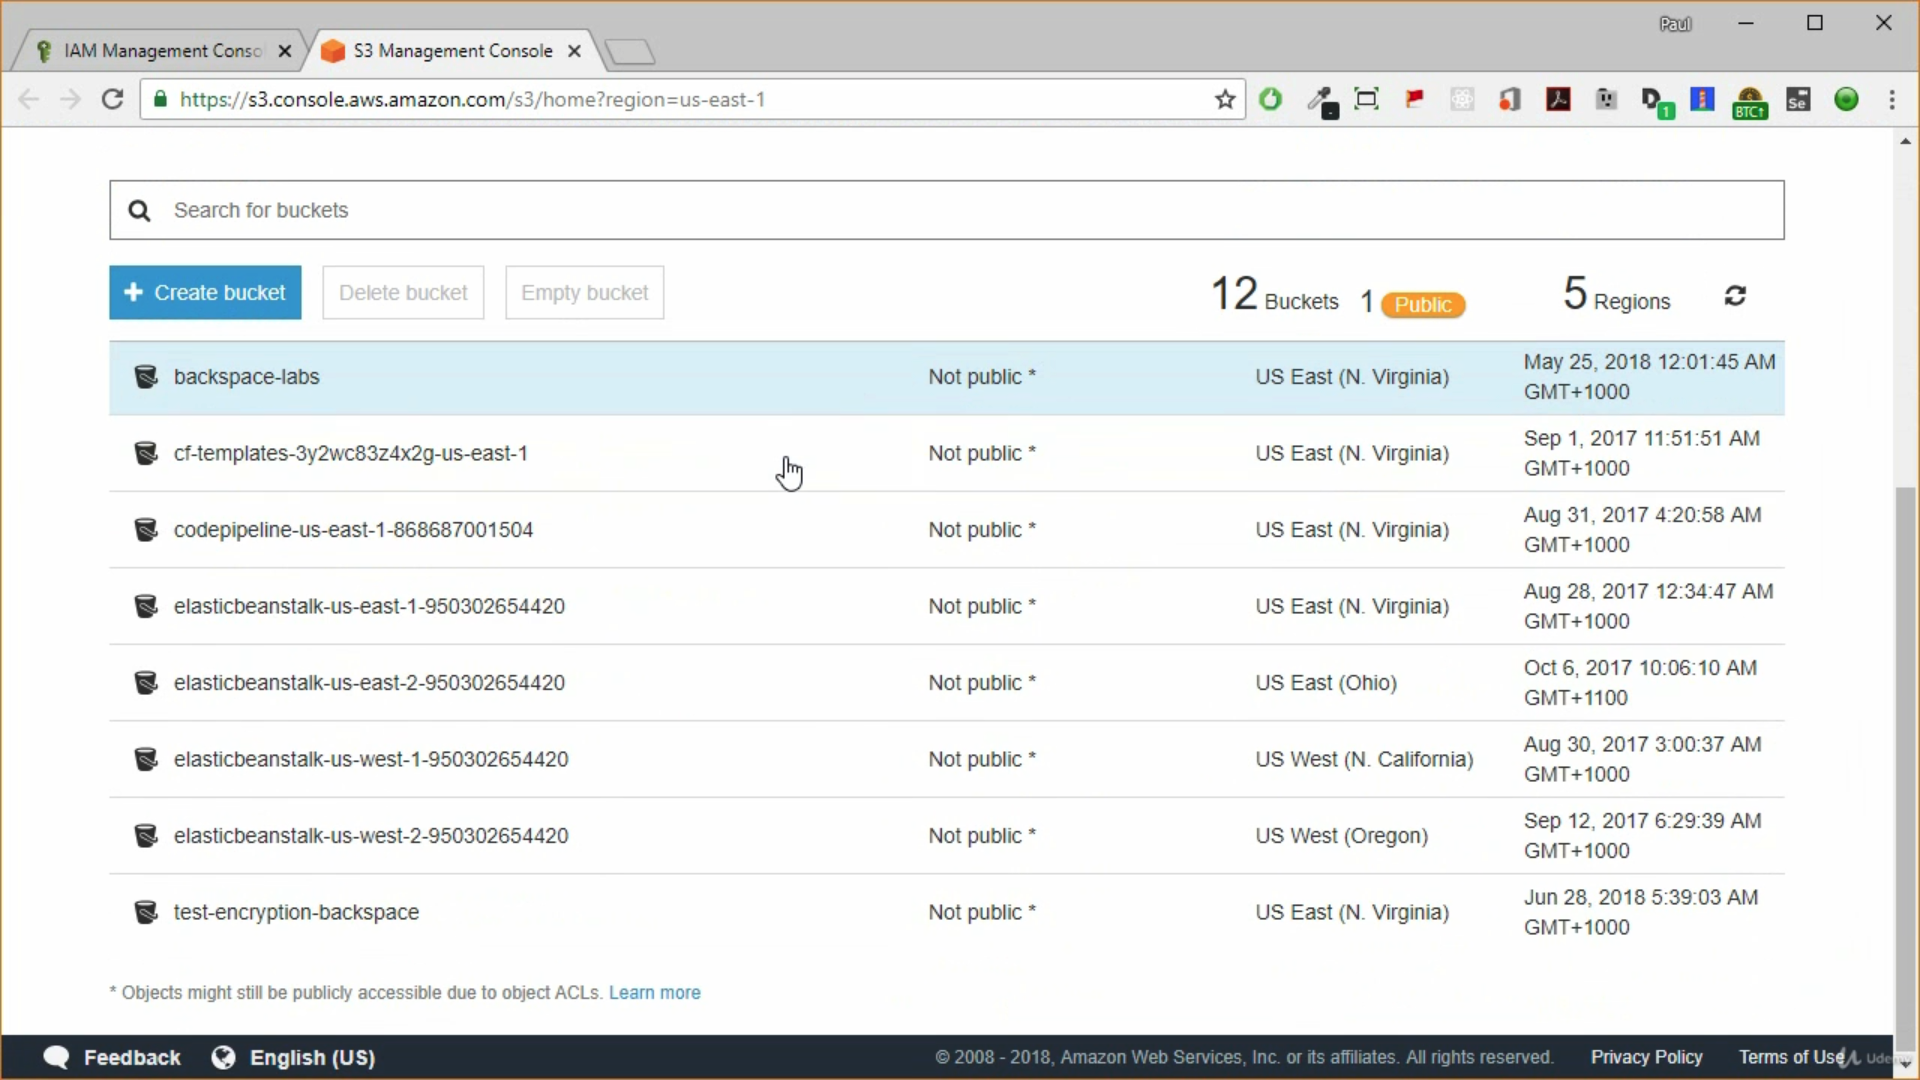 Paul
IAM Management Conso
S3 Management Console
https://s3.console.aws.amazon.com/s3/home?region=us-east-1
1
BTC↑
Se
Search for buckets
+ Create bucket Delete bucket Empty bucket 12 Buckets 1 Public 5 Regions
backspace-labs Not public * US East (N. Virginia) May 25, 2018 12:01:45 AM
GMT+1000
cf-templates-3y2wc83z4x2g-us-east-1 Not public * US East (N. Virginia) Sep 1, 2017 11:51:51 AM
GMT+1000
codepipeline-us-east-1-868687001504 Not public * US East (N. Virginia) Aug 31, 2017 4:20:58 AM
GMT+1000
elasticbeanstalk-us-east-1-950302654420 Not public * US East (N. Virginia) Aug 28, 2017 12:34:47 AM
GMT+1000
elasticbeanstalk-us-east-2-950302654420 Not public * US East (Ohio) Oct 6, 2017 10:06:10 AM
GMT+1100
elasticbeanstalk-us-west-1-950302654420 Not public * US West (N. California) Aug 30, 2017 3:00:37 AM
GMT+1000
elasticbeanstalk-us-west-2-950302654420 Not public * US West (Oregon) Sep 12, 2017 6:29:39 AM
GMT+1000
test-encryption-backspace Not public * US East (N. Virginia) Jun 28, 2018 5:39:03 AM
GMT+1000
* Objects might still be publicly accessible due to object ACLs. Learn more
Feedback English (US) © 2008 - 2018, Amazon Web Services, Inc. or its affiliates. All rights reserved. Privacy Policy Terms of Use